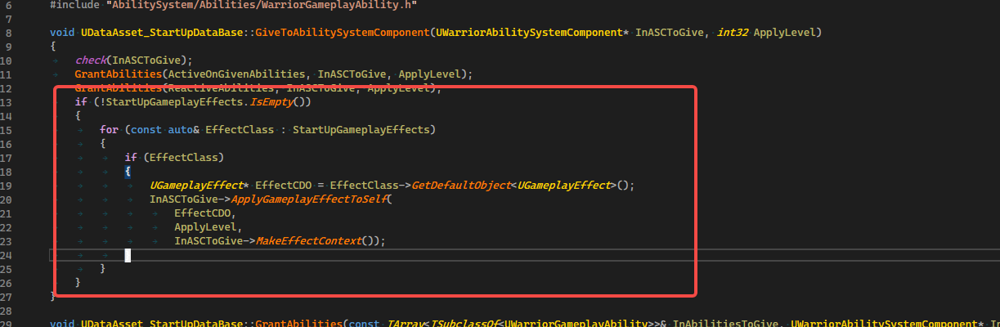 6 #include "AbilitySystem/Abilities/WarriorGameplayAbility.h"
7
8 void UDataAsset_StartUpDataBase::GiveToAbilitySystemComponent(UWarriorAbilitySystemComponent* InASCToGive, int32 ApplyLevel)
9 {
10 check(InASCToGive);
11 GrantAbilities(ActiveOnGivenAbilities, InASCToGive, ApplyLevel);
12 GrantAbilities(ReactiveAbilities, InASCToGive, ApplyLevel);
13 if (!StartUpGameplayEffects.IsEmpty())
14 {
15 for (const auto& EffectClass : StartUpGameplayEffects)
16 {
17 if (EffectClass)
18 {
19 UGameplayEffect* EffectCDO = EffectClass->GetDefaultObject<UGameplayEffect>();
20 InASCToGive->ApplyGameplayEffectToSelf(
21 EffectCDO,
22 ApplyLevel,
23 InASCToGive->MakeEffectContext());
24 }
25 }
26 }
27 }
28
29 void UDataAsset_StartUpDataBase::GrantAbilities(const TArray<TSubclassOf<UWarriorGameplayAbility>>& InAbilitiesToGive, UWarriorAbilitySystemComponent*